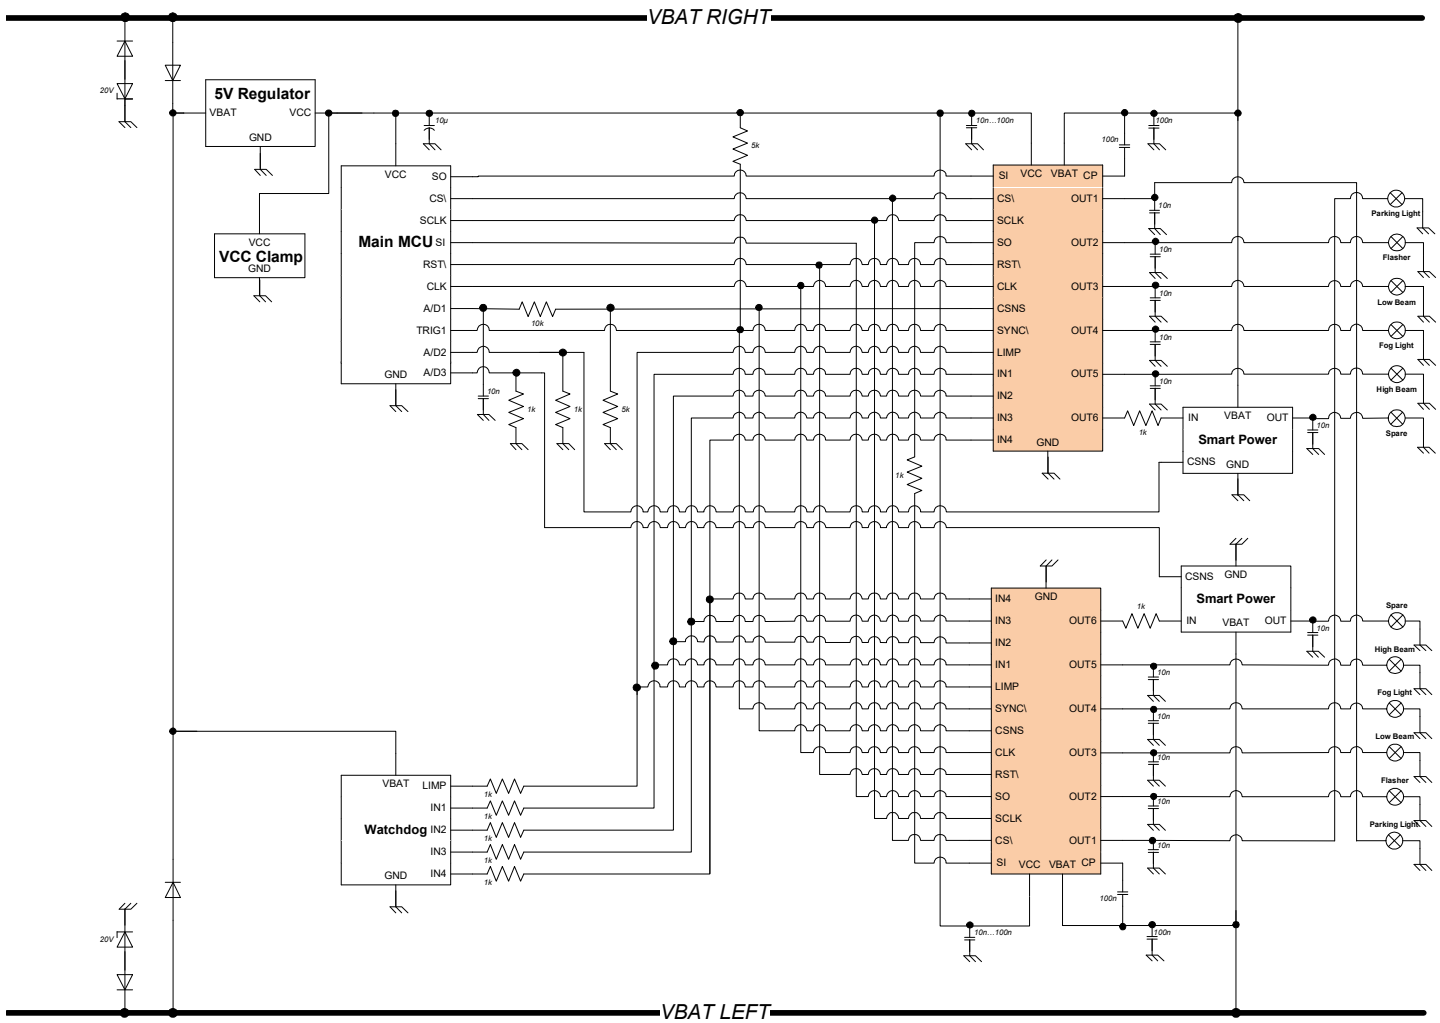 VBAT RIGHT
20V
5V Regulator
VBAT
VCC
GND
10µ
5k
10n...100n
100n
100n
VCC
SO
CS\
SCLK
Main MCU
SI
RST\
CLK
A/D1
TRIG1
A/D2
A/D3
GND
VCC
VCC Clamp
GND
10k
10n
1k
1k
5k
SI
VCC
VBAT
CP
CS\
SCLK
SO
RST\
CLK
CSNS
SYNC\
LIMP
IN1
IN2
IN3
IN4
GND
OUT1
OUT2
OUT3
OUT4
OUT5
OUT6
10n
10n
10n
10n
10n
1k
IN
VBAT
OUT
Smart Power
CSNS
GND
10n
Parking Light
Flasher
Low Beam
Fog Light
High Beam
Spare
1k
CSNS
GND
Smart Power
IN
VBAT
OUT
1k
10n
GND
IN4
IN3
IN2
IN1
LIMP
SYNC\
CSNS
CLK
RST\
SO
SCLK
CS\
SI
VCC
VBAT
CP
OUT6
OUT5
OUT4
OUT3
OUT2
OUT1
10n
10n
10n
10n
10n
Spare
High Beam
Fog Light
Low Beam
Flasher
Parking Light
VBAT
LIMP
IN1
Watchdog
IN2
IN3
IN4
GND
1k
1k
1k
1k
1k
100n
10n...100n
100n
20V
VBAT LEFT